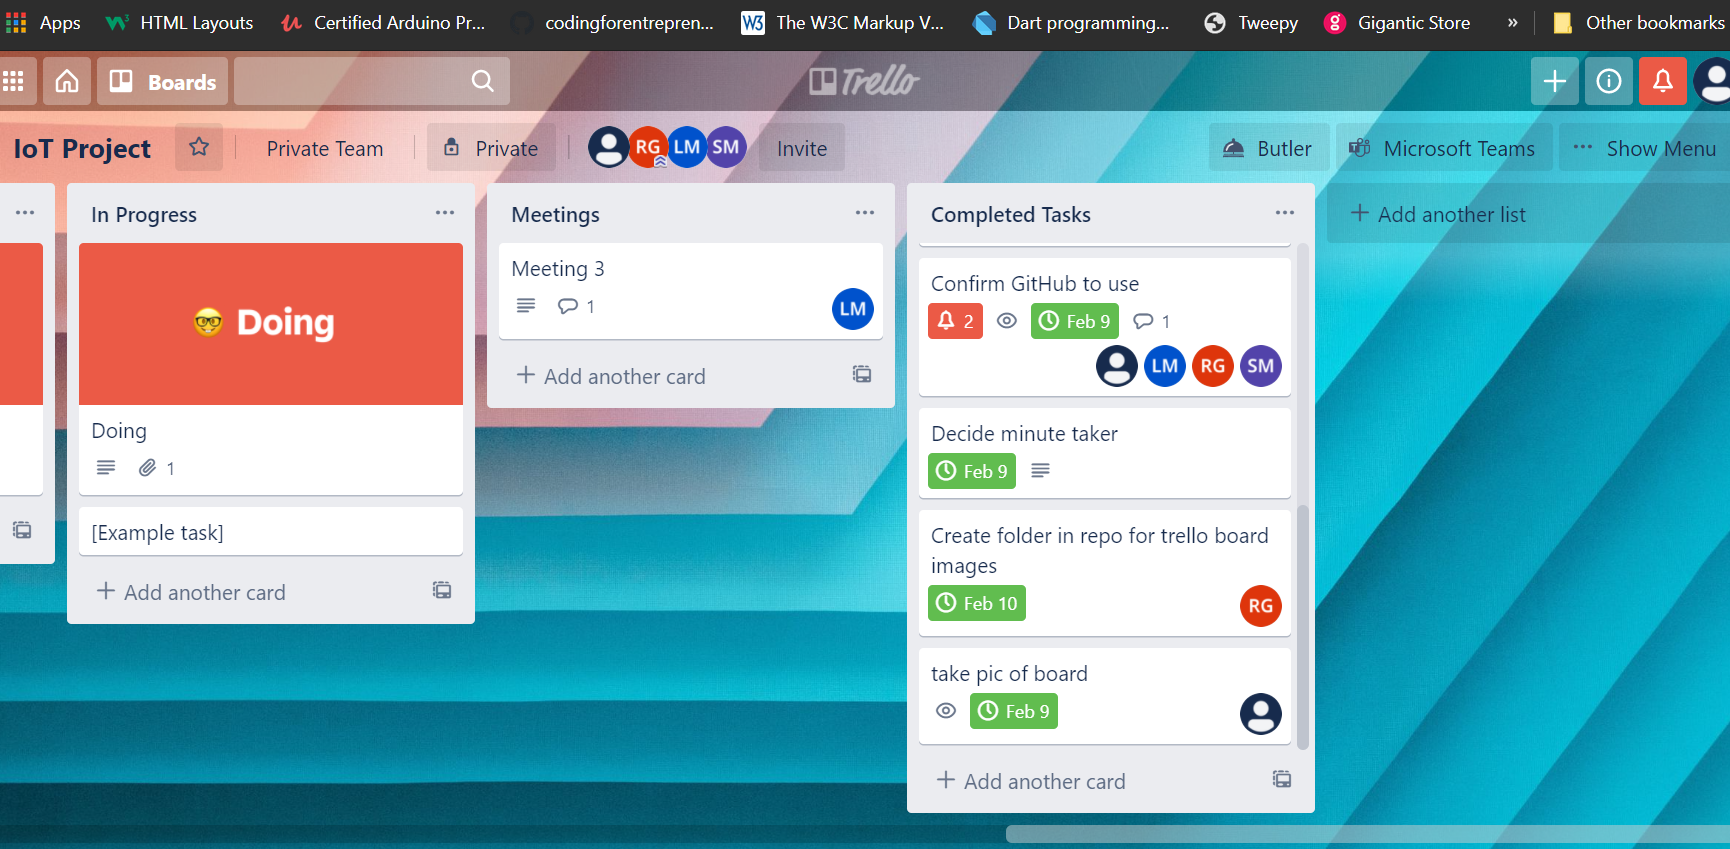 Apps
HTML Layouts
Certified Arduino Pr...
codingforentrepren...
W3
The W3C Markup V...
Dart programming...
Tweepy
g
Gigantic Store
»
Other bookmarks
Boards
Trello
IoT Project
Private Team
Private
RG
LM
SM
Invite
Butler
Microsoft Teams
Show Menu
In Progress
Doing
Doing
1
[Example task]
Add another card
Meetings
Meeting 3
1
LM
Add another card
Completed Tasks
Confirm GitHub to use
2
Feb 9
1
LM
RG
SM
Decide minute taker
Feb 9
Create folder in repo for trello board
images
Feb 10
RG
take pic of board
Feb 9
Add another card
Add another list